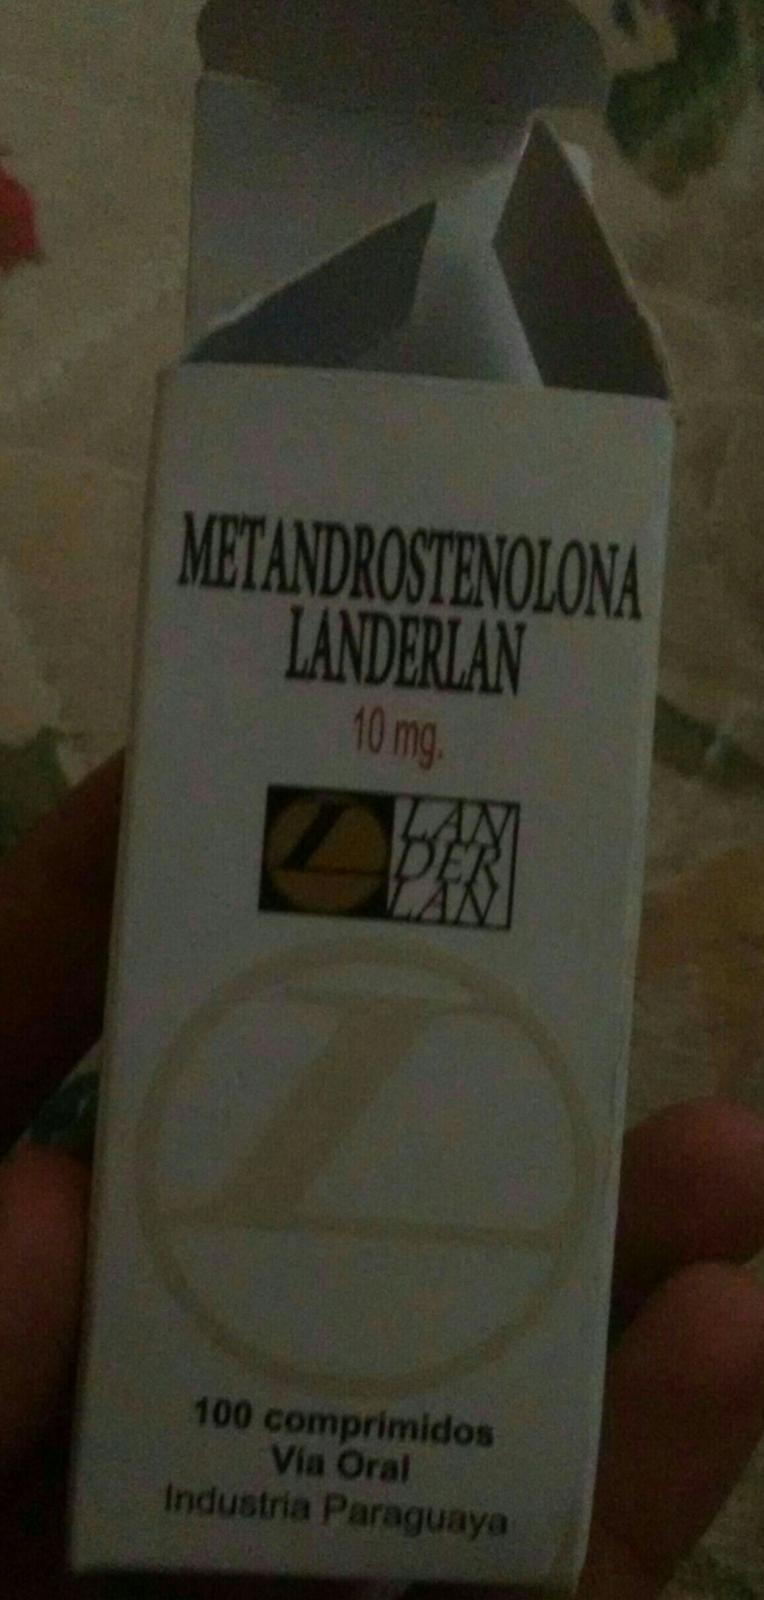 METANDROSTENOLONA
LANDERLAN
10 mg.
LAN
DER
LAN
100 comprimidos
Vía Oral
Industria Paraguaya